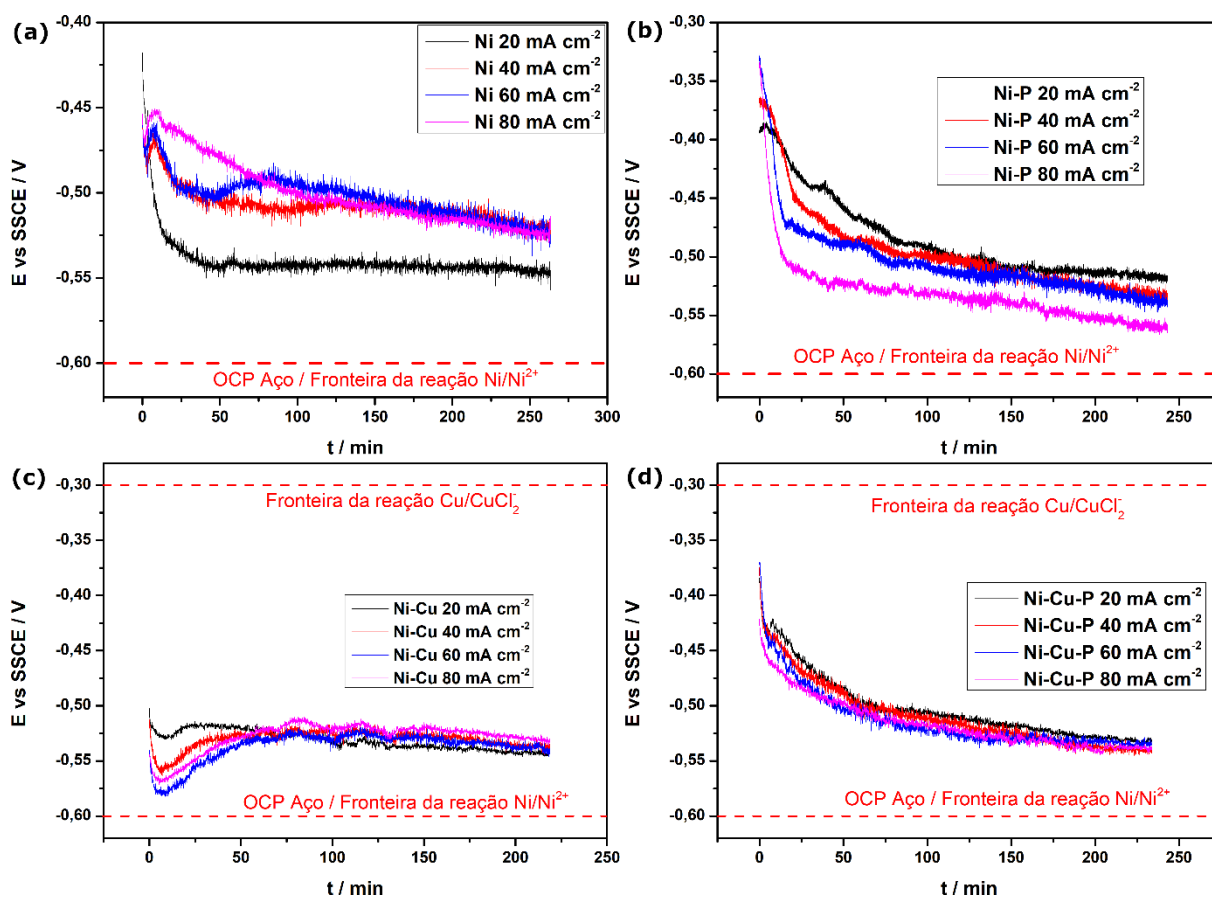 (a)
-0,40
-0,45
-0,50
-0,55
-0,60
E vs SSCE / V
Ni 20 mA cm⁻²
Ni 40 mA cm⁻²
Ni 60 mA cm⁻²
Ni 80 mA cm⁻²
OCP Aço / Fronteira da reação Ni/Ni²⁺
0 50 100 150 200 250 300
t / min
(b)
-0,30
-0,35
-0,40
-0,45
-0,50
-0,55
-0,60
E vs SSCE / V
Ni-P 20 mA cm⁻²
Ni-P 40 mA cm⁻²
Ni-P 60 mA cm⁻²
Ni-P 80 mA cm⁻²
OCP Aço / Fronteira da reação Ni/Ni²⁺
0 50 100 150 200 250
t / min
(c)
-0,30
-0,35
-0,40
-0,45
-0,50
-0,55
-0,60
E vs SSCE / V
Fronteira da reação Cu/CuCl₂⁻
Ni-Cu 20 mA cm⁻²
Ni-Cu 40 mA cm⁻²
Ni-Cu 60 mA cm⁻²
Ni-Cu 80 mA cm⁻²
OCP Aço / Fronteira da reação Ni/Ni²⁺
0 50 100 150 200 250
t / min
(d)
-0,30
-0,35
-0,40
-0,45
-0,50
-0,55
-0,60
E vs SSCE / V
Fronteira da reação Cu/CuCl₂⁻
Ni-Cu-P 20 mA cm⁻²
Ni-Cu-P 40 mA cm⁻²
Ni-Cu-P 60 mA cm⁻²
Ni-Cu-P 80 mA cm⁻²
OCP Aço / Fronteira da reação Ni/Ni²⁺
0 50 100 150 200 250
t / min